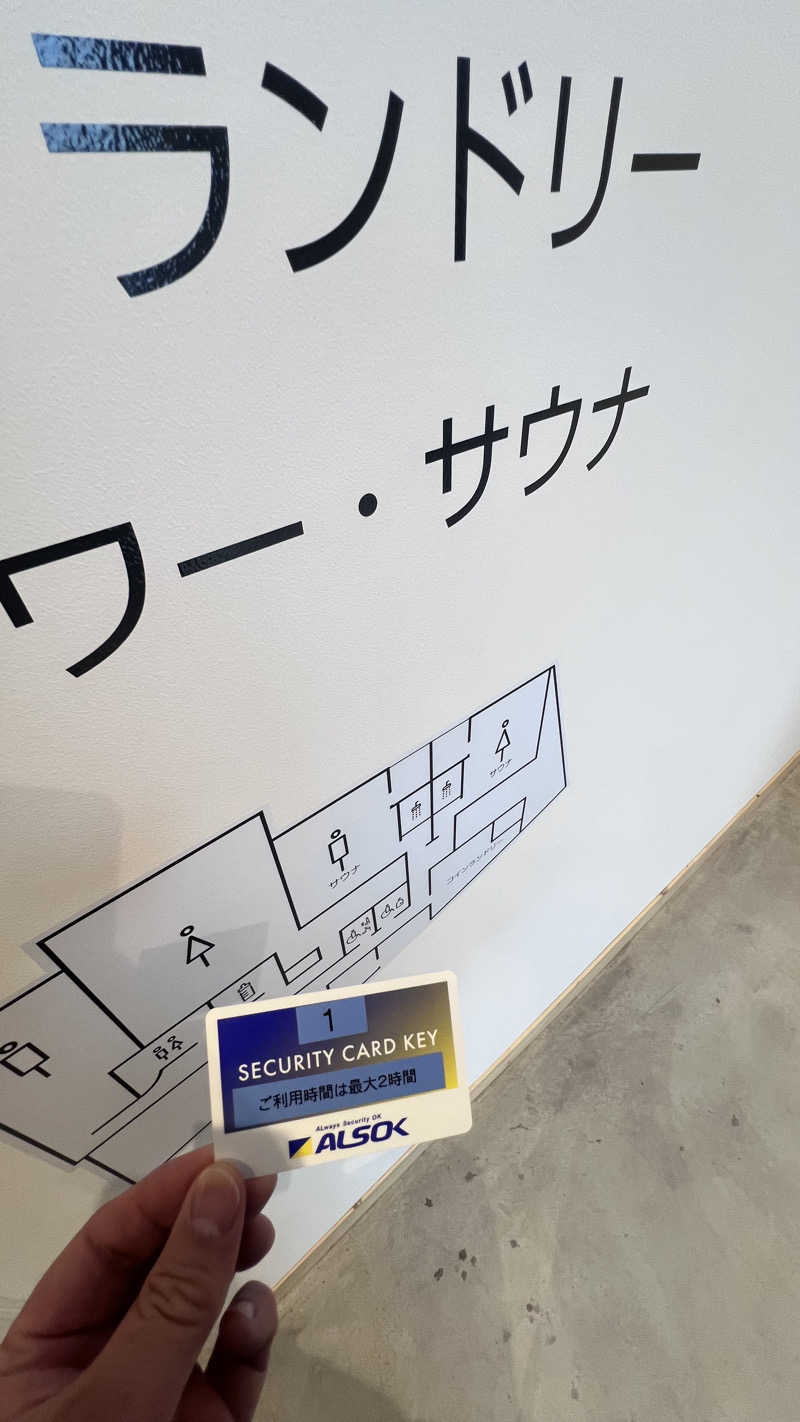 ランドリー
ワー・サウナ
サウナ
サウナ
コインランドリー
1
SECURITY CARD KEY
ご利用時間は最大2時間
ALways Security OK
ALSOK